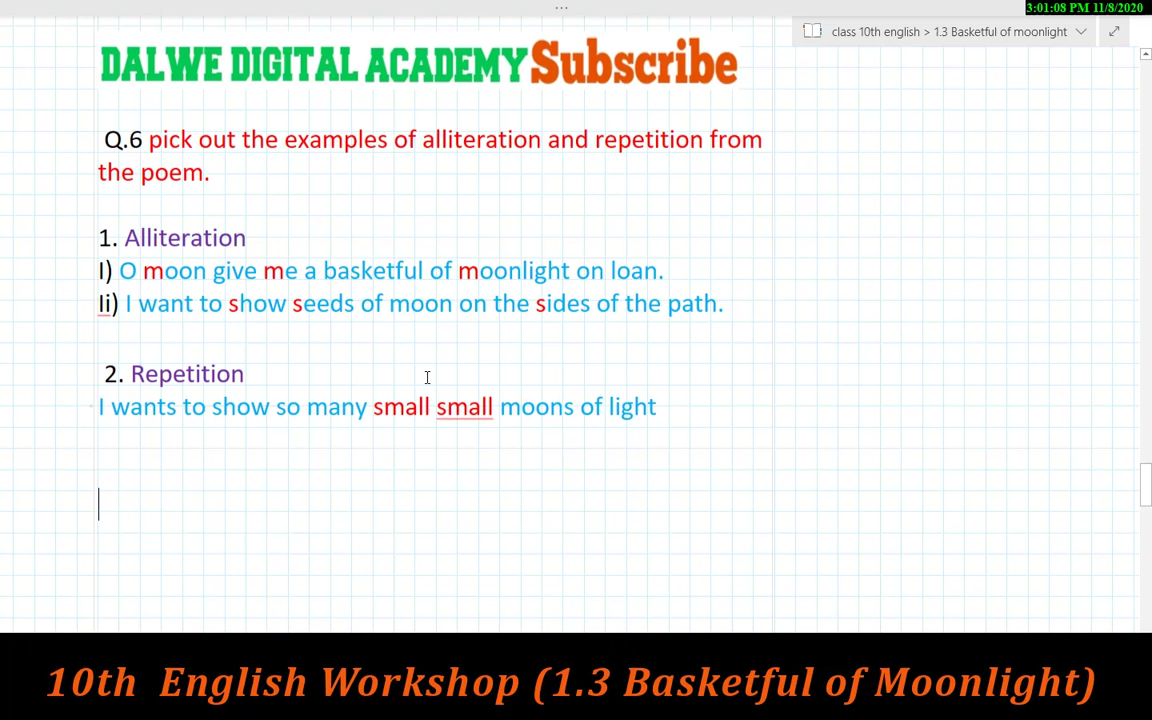 ...
3:01:08 PM 11/8/2020
class 10th english > 1.3 Basketful of moonlight
DALWE DIGITAL ACADEMY Subscribe
Q.6 pick out the examples of alliteration and repetition from
the poem.
1. Alliteration
I) O moon give me a basketful of moonlight on loan.
Ii) I want to show seeds of moon on the sides of the path.
2. Repetition
I wants to show so many small small moons of light
10th English Workshop (1.3 Basketful of Moonlight)